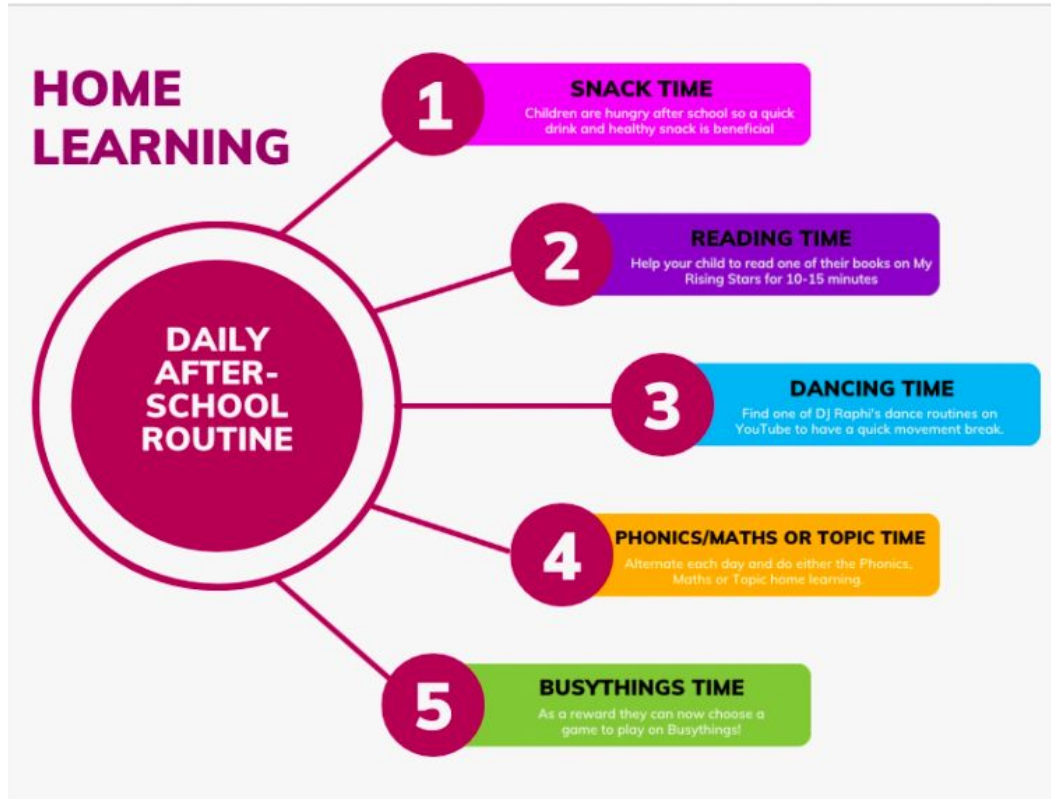 HOME
LEARNING
DAILY
AFTER-
SCHOOL
ROUTINE
1
SNACK TIME
Children are hungry after school so a quick
drink and healthy snack is beneficial
2
READING TIME
Help your child to read one of their books on My
Rising Stars for 10-15 minutes
3
DANCING TIME
Find one of DJ Raphi's dance routines on
YouTube to have a quick movement break.
4
PHONICS/MATHS OR TOPIC TIME
Alternate each day and do either the Phonics,
Maths or Topic home learning.
5
BUSYTHINGS TIME
As a reward they can now choose a
game to play on Busythings!